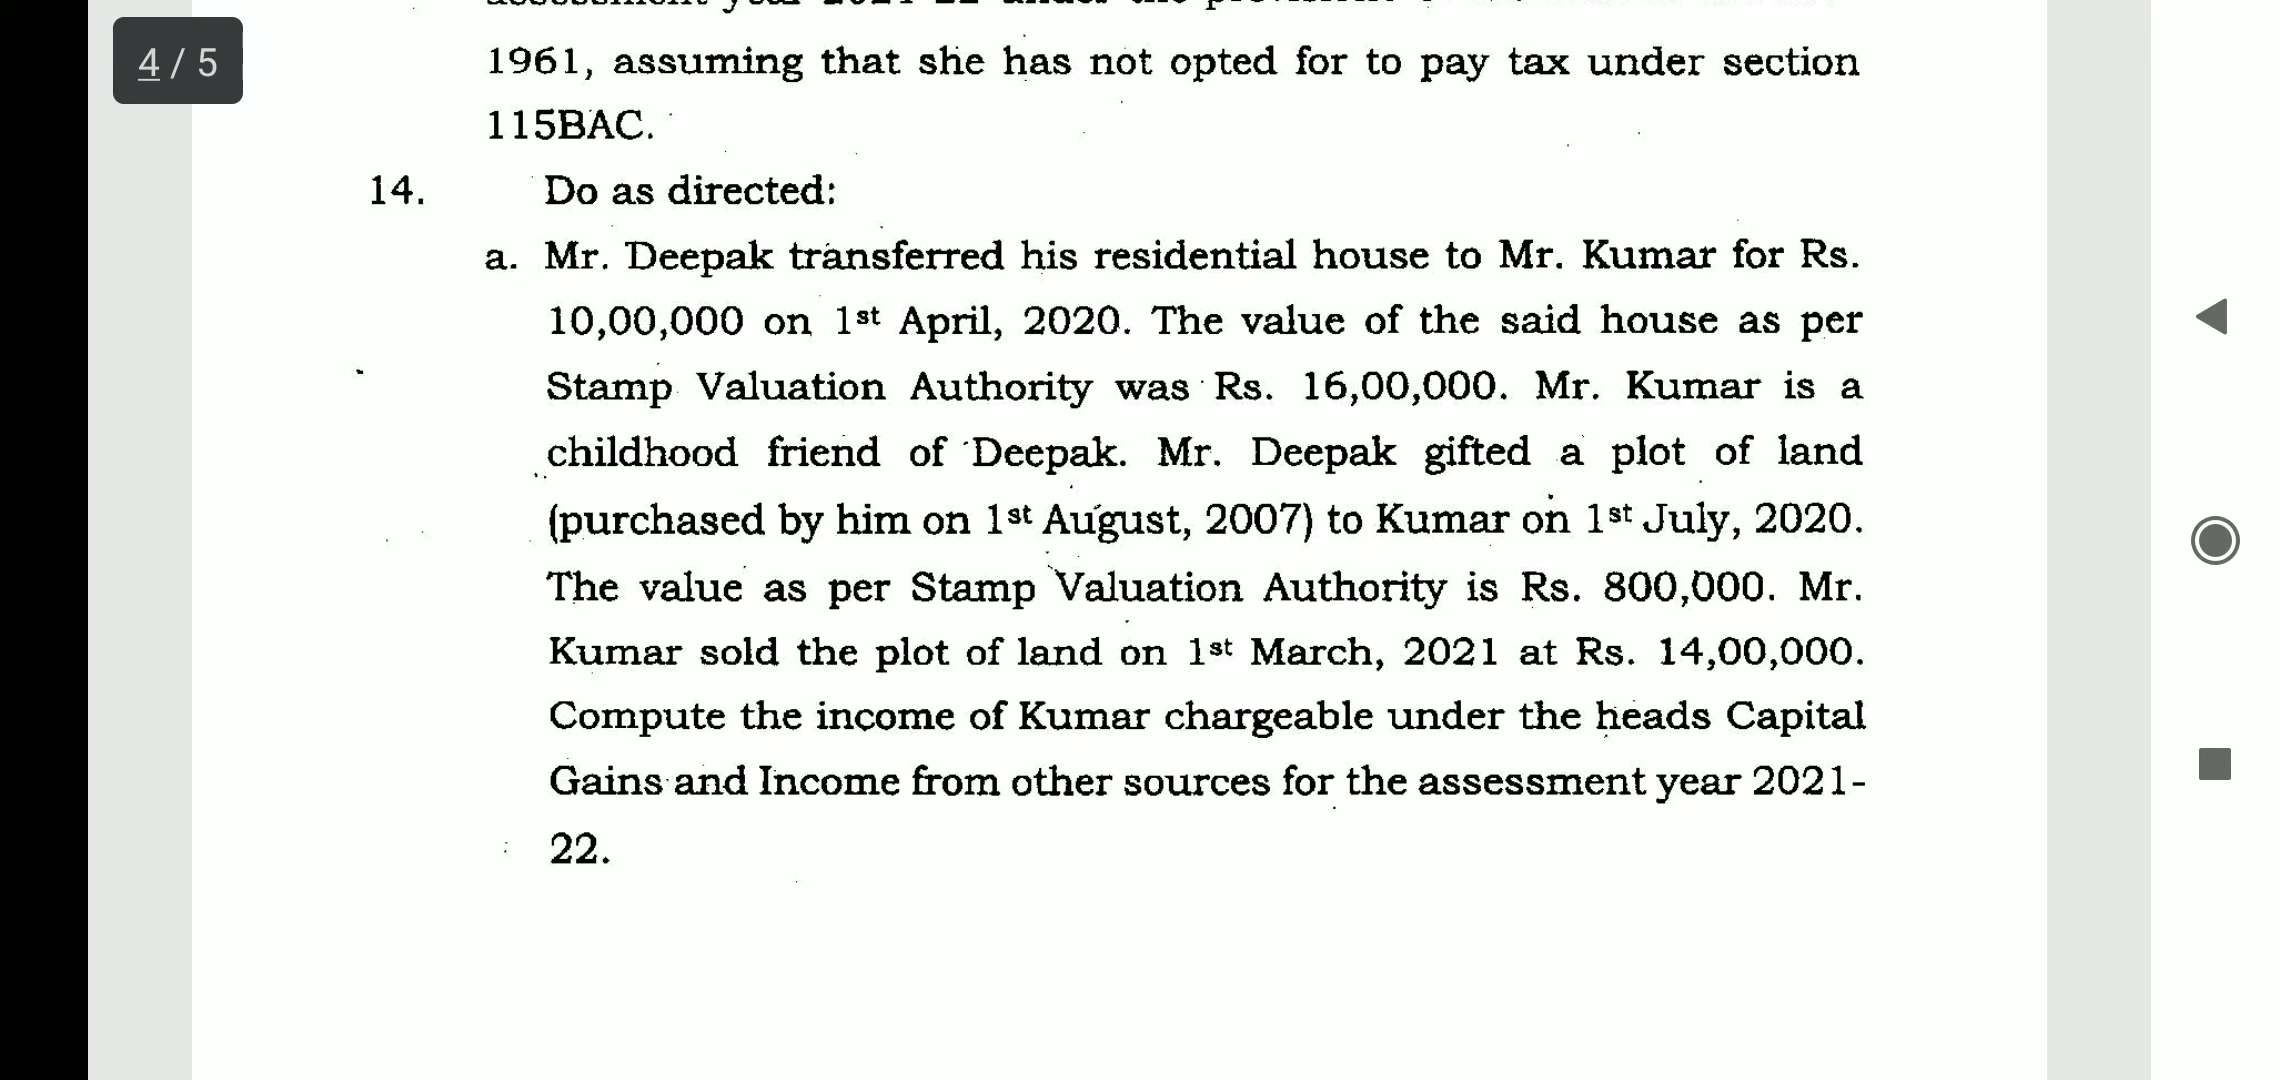 4 / 5
1961, assuming that she has not opted for to pay tax under section
115BAC.
14. Do as directed:
a. Mr. Deepak transferred his residential house to Mr. Kumar for Rs.
10,00,000 on 1st April, 2020. The value of the said house as per
Stamp Valuation Authority was Rs. 16,00,000. Mr. Kumar is a
childhood friend of Deepak. Mr. Deepak gifted a plot of land
(purchased by him on 1st August, 2007) to Kumar on 1st July, 2020.
The value as per Stamp Valuation Authority is Rs. 800,000. Mr.
Kumar sold the plot of land on 1st March, 2021 at Rs. 14,00,000.
Compute the income of Kumar chargeable under the heads Capital
Gains and Income from other sources for the assessment year 2021-
22.